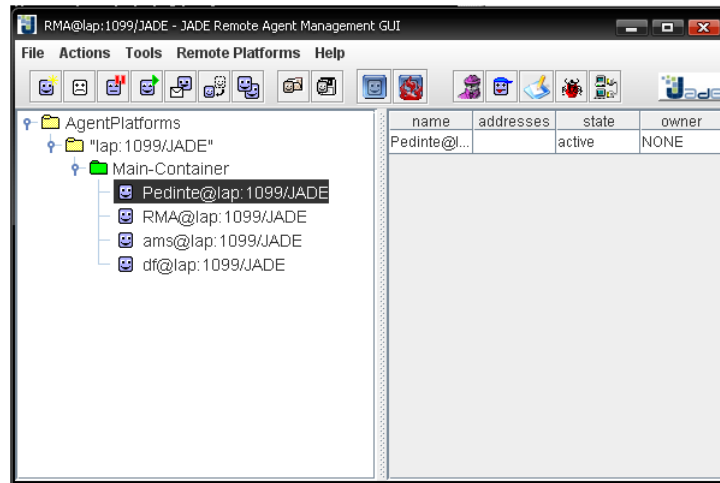 RMA@lap:1099/JADE - JADE Remote Agent Management GUI
File Actions Tools Remote Platforms Help
Jade
AgentPlatforms
"lap:1099/JADE"
Main-Container
Pedinte@lap:1099/JADE
RMA@lap:1099/JADE
ams@lap:1099/JADE
df@lap:1099/JADE
name addresses state owner
Pedinte@l... active NONE